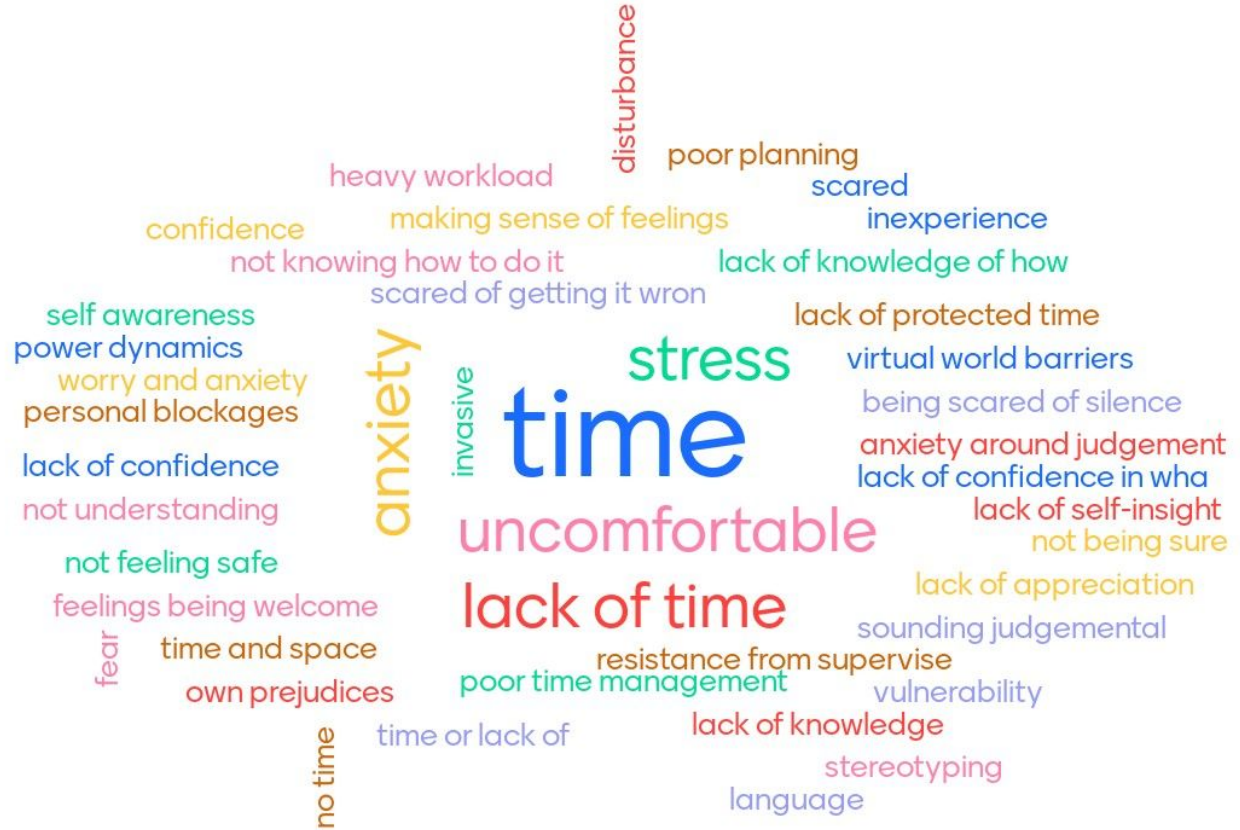 disturbance
poor planning
heavy workload
scared
making sense of feelings
inexperience
confidence
not knowing how to do it
lack of knowledge of how
scared of getting it wron
self awareness
lack of protected time
power dynamics
anxiety
stress
virtual world barriers
worry and anxiety
invasive
time
being scared of silence
personal blockages
anxiety around judgement
lack of confidence
lack of confidence in wha
not understanding
lack of self-insight
uncomfortable
not being sure
not feeling safe
lack of appreciation
feelings being welcome
lack of time
sounding judgemental
fear
time and space
resistance from supervise
own prejudices
poor time management
vulnerability
no time
time or lack of
lack of knowledge
stereotyping
language